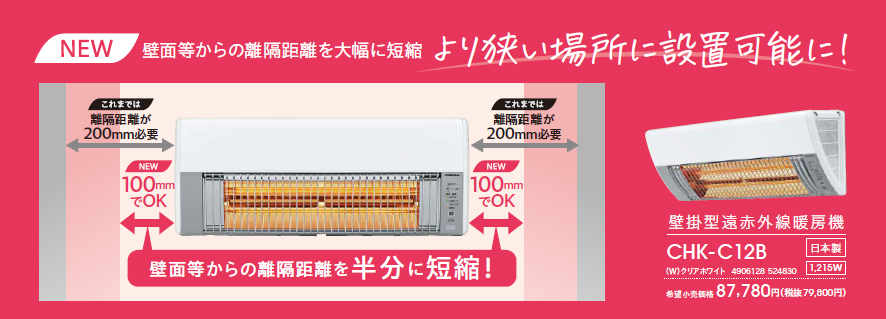 NEW
壁面等からの離隔距離を大幅に短縮
より狭い場所に設置可能に！
これまでは
離隔距離が
200mm必要
これまでは
離隔距離が
200mm必要
NEW
100mm
でOK
NEW
100mm
でOK
壁面等からの離隔距離を半分に短縮！
壁掛型遠赤外線暖房機
CHK-C12B
日本製
(W)クリアホワイト 4906128 524830
1,215W
希望小売価格 87,780円(税抜79,800円)